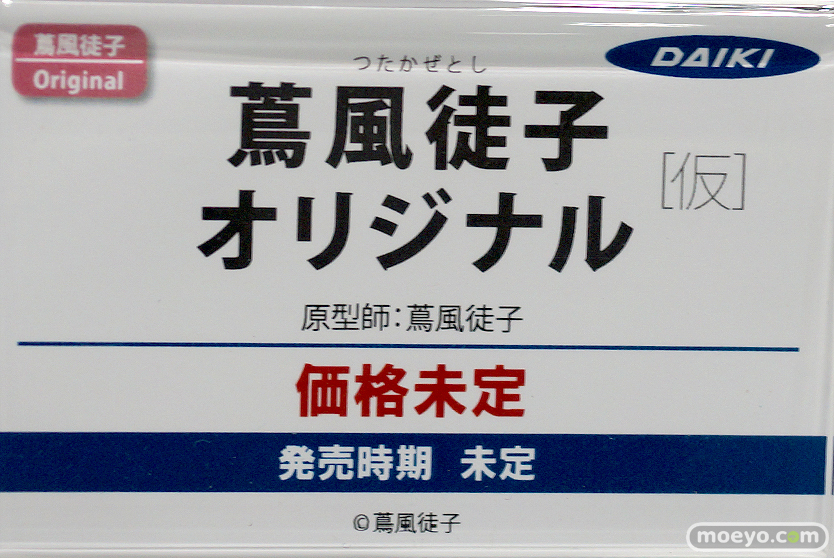 蔦風徒子
Original
DAIKI
つたかぜとし
蔦風徒子
オリジナル
[仮]
原型師:蔦風徒子
価格未定
発売時期 未定
©蔦風徒子
moeyo.com